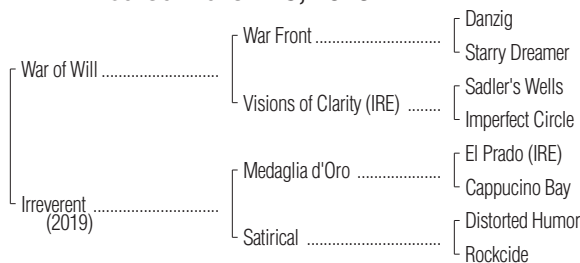 Danzig
War Front ................................
Starry Dreamer
War of Will ..................................
Sadler's Wells
Visions of Clarity (IRE) ........
Imperfect Circle
El Prado (IRE)
Medaglia d'Oro ....................
Cappucino Bay
Irreverent ....................................
(2019)
Distorted Humor
Satirical ..................................
Rockcide